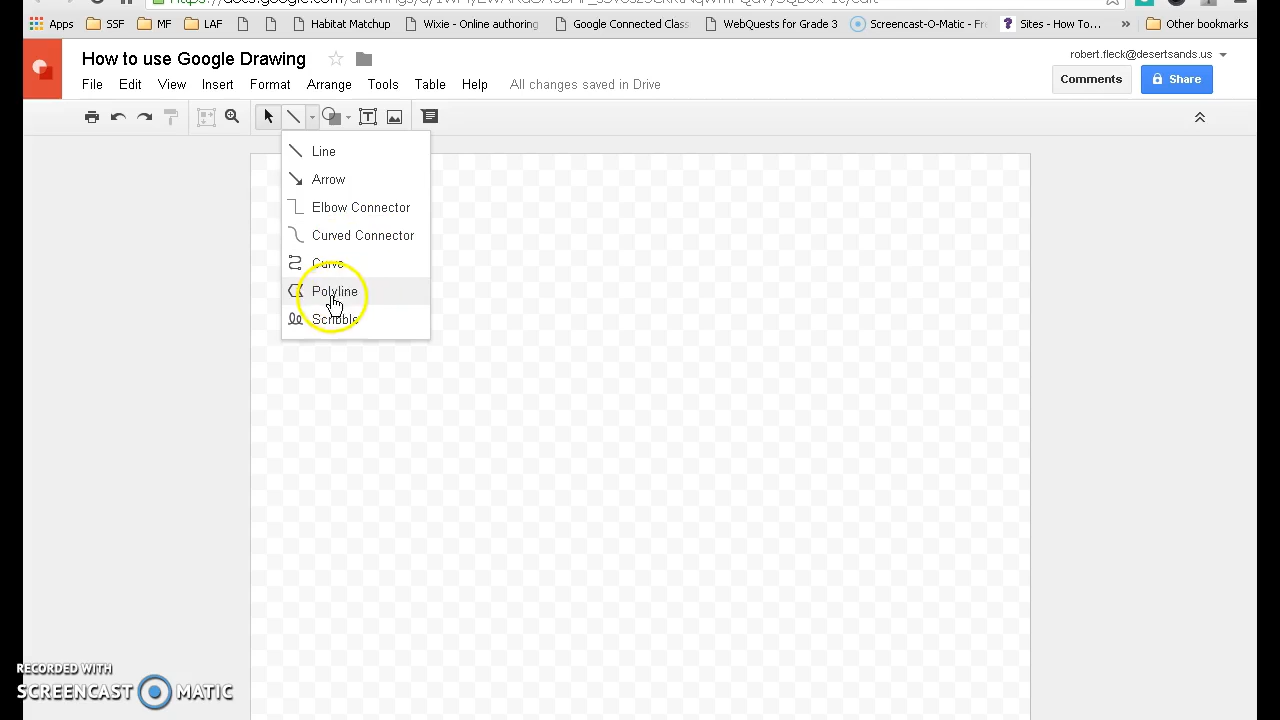 Apps SSF MF LAF Habitat Matchup Wixie - Online authoring Google Connected Class WebQuests for Grade 3 Screencast-O-Matic - Fr Sites - How To... » Other bookmarks
How to use Google Drawing
robert.fleck@desertsands.us
File Edit View Insert Format Arrange Tools Table Help All changes saved in Drive
Comments Share
Line
Arrow
Elbow Connector
Curved Connector
Curve
Polyline
Scribble
RECORDED WITH
SCREENCAST MATIC